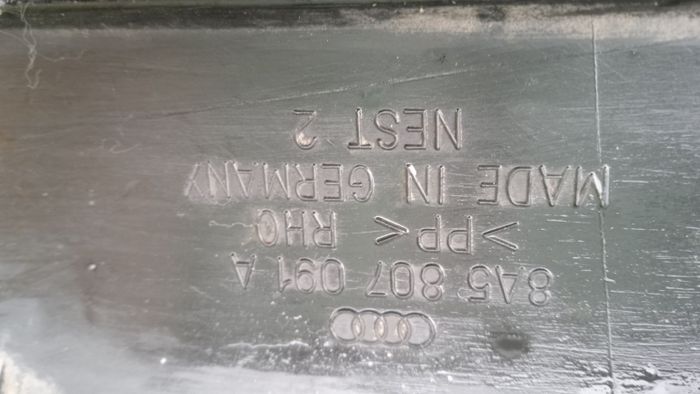 8A5 807 091 A
>PP< RHO
MADE IN GERMANY
NEST 2